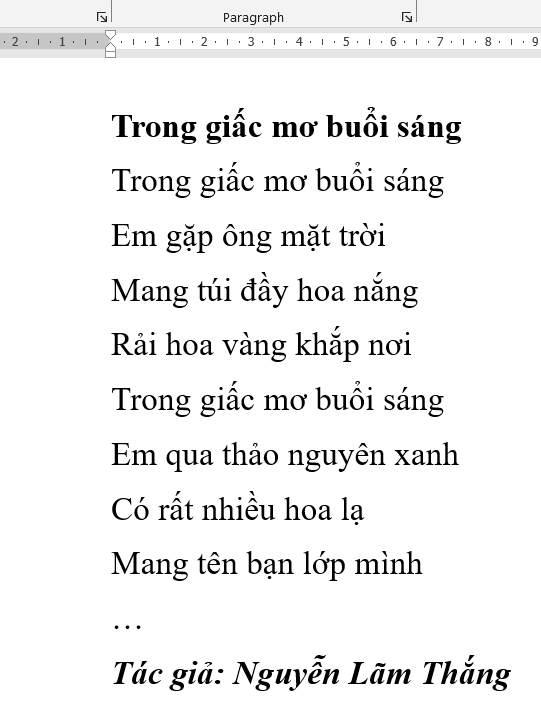 Paragraph
2 1 1 2 3 4 5 6 7 8 9
Trong giấc mơ buổi sáng
Trong giấc mơ buổi sáng
Em gặp ông mặt trời
Mang túi đầy hoa nắng
Rải hoa vàng khắp nơi
Trong giấc mơ buổi sáng
Em qua thảo nguyên xanh
Có rất nhiều hoa lạ
Mang tên bạn lớp mình
…
Tác giả: Nguyễn Lãm Thắng